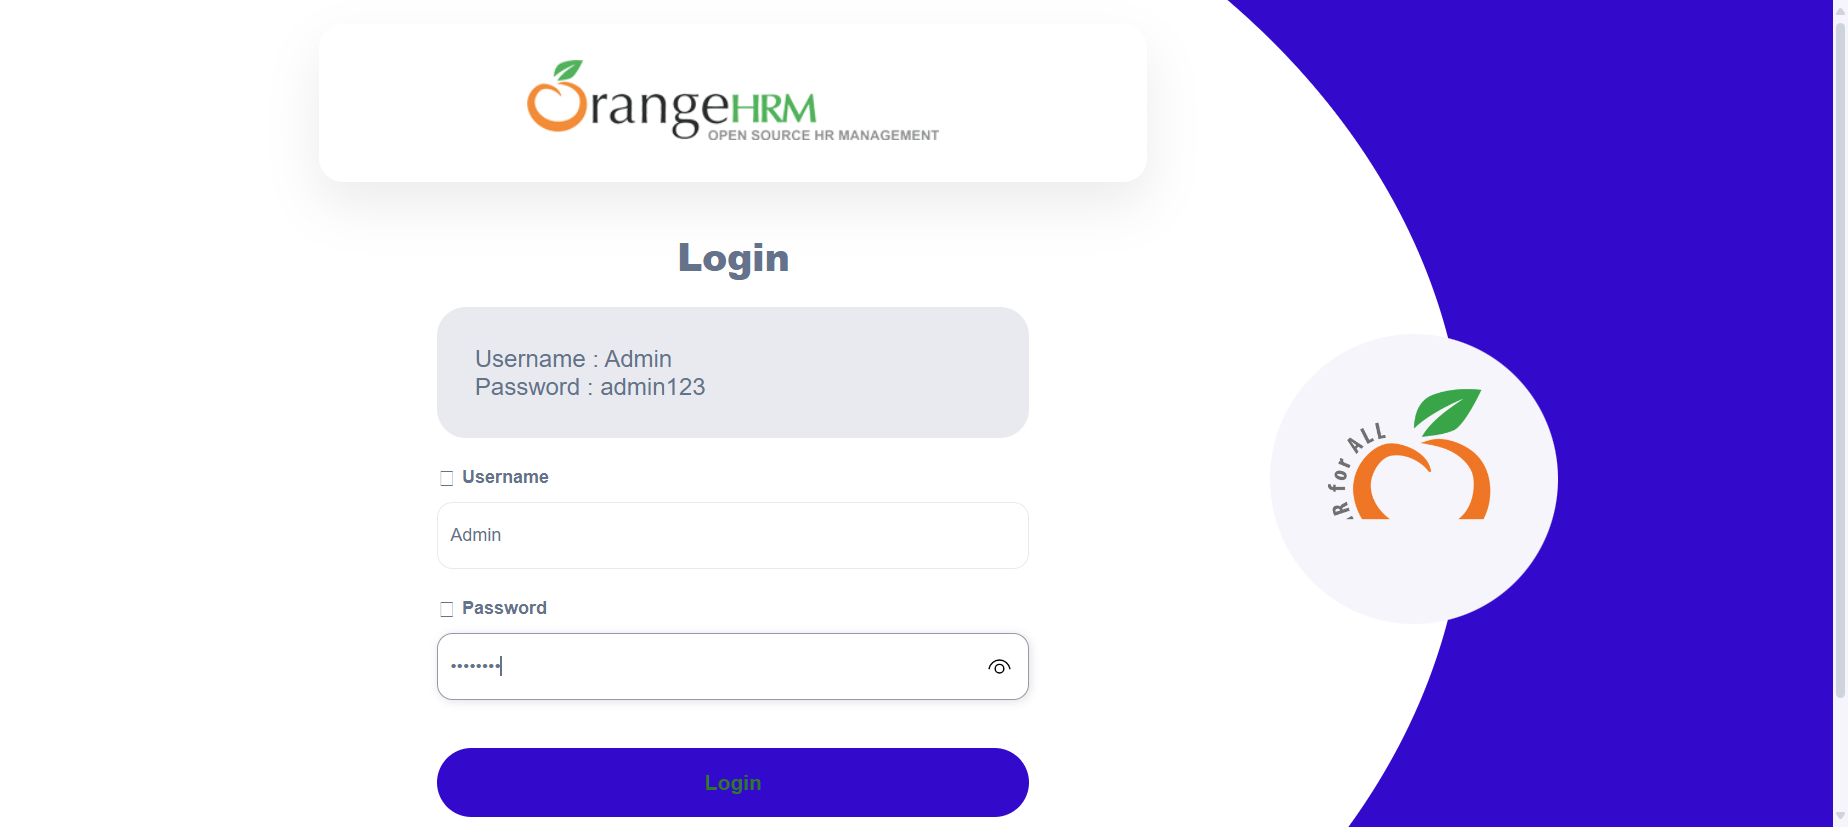 OrangeHRM
OPEN SOURCE HR MANAGEMENT
Login
Username : Admin
Password : admin123
Username
Admin
Password
••••••••
Login
R for ALL